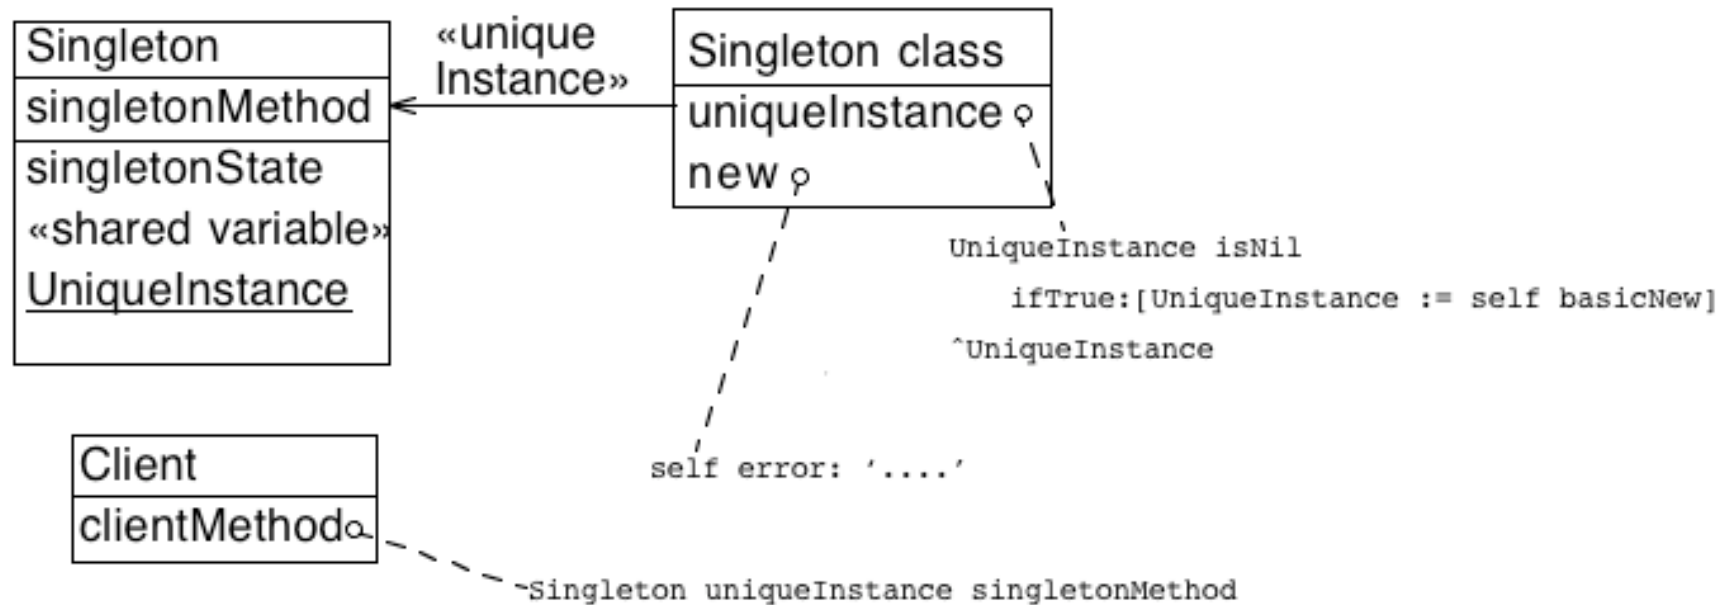 Singleton
singletonMethod
singletonState
«shared variable»
UniqueInstance
«unique
Instance»
Singleton class
uniqueInstance
new
UniqueInstance isNil
ifTrue:[UniqueInstance := self basicNew]
^UniqueInstance
self error: ‘....’
Client
clientMethod
Singleton uniqueInstance singletonMethod